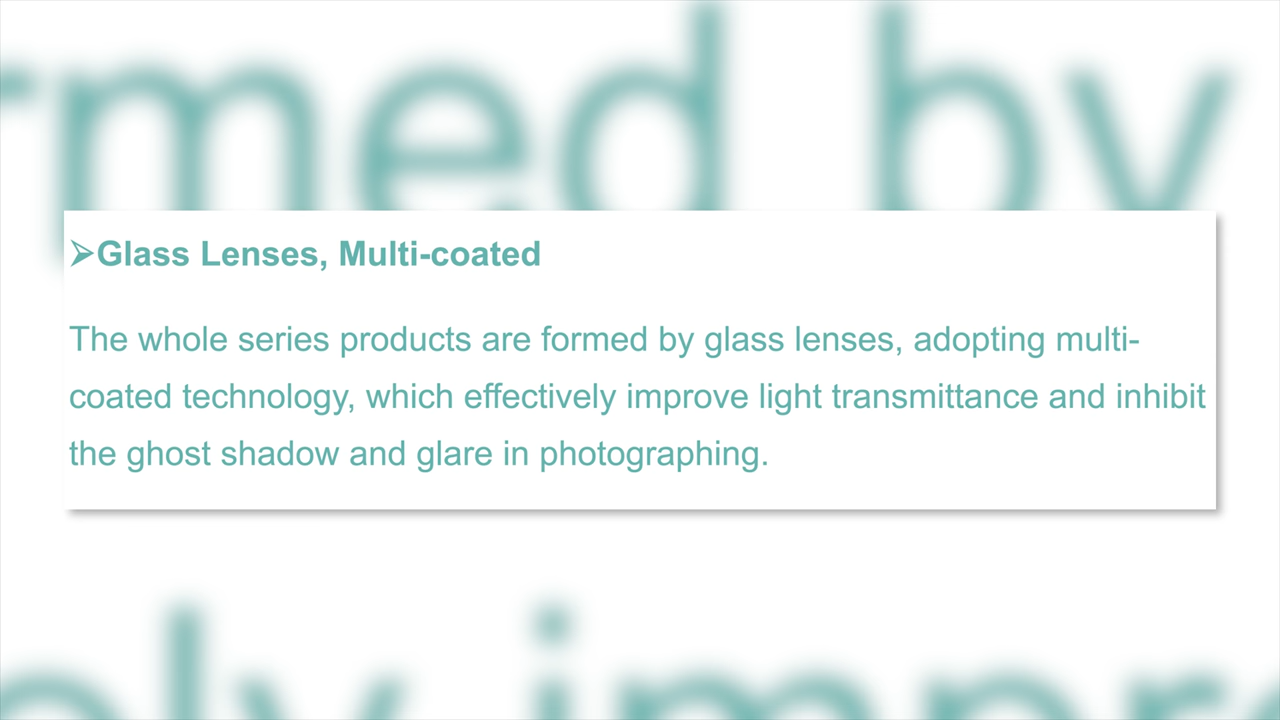 ➢Glass Lenses, Multi-coated
The whole series products are formed by glass lenses, adopting multi-
coated technology, which effectively improve light transmittance and inhibit
the ghost shadow and glare in photographing.